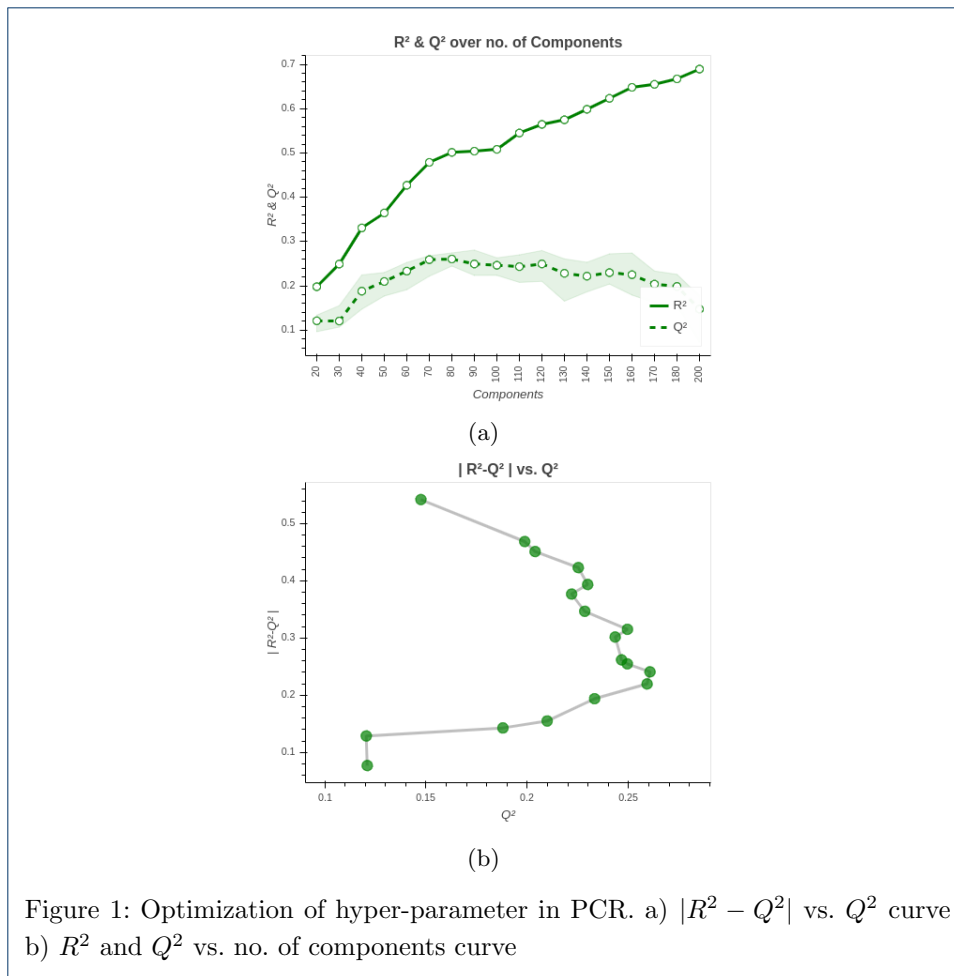 R² & Q² over no. of Components
0.7
0.6
0.5
0.4
0.3
0.2
0.1
R² & Q²
R²
Q²
20 30 40 50 60 70 80 90 100 110 120 130 140 150 160 170 180 200
Components
(a)
| R²-Q² | vs. Q²
0.5
0.4
0.3
0.2
0.1
| R²-Q² |
0.1 0.15 0.2 0.25
Q²
(b)
Figure 1: Optimization of hyper-parameter in PCR. a) |R² − Q²| vs. Q² curve
b) R² and Q² vs. no. of components curve